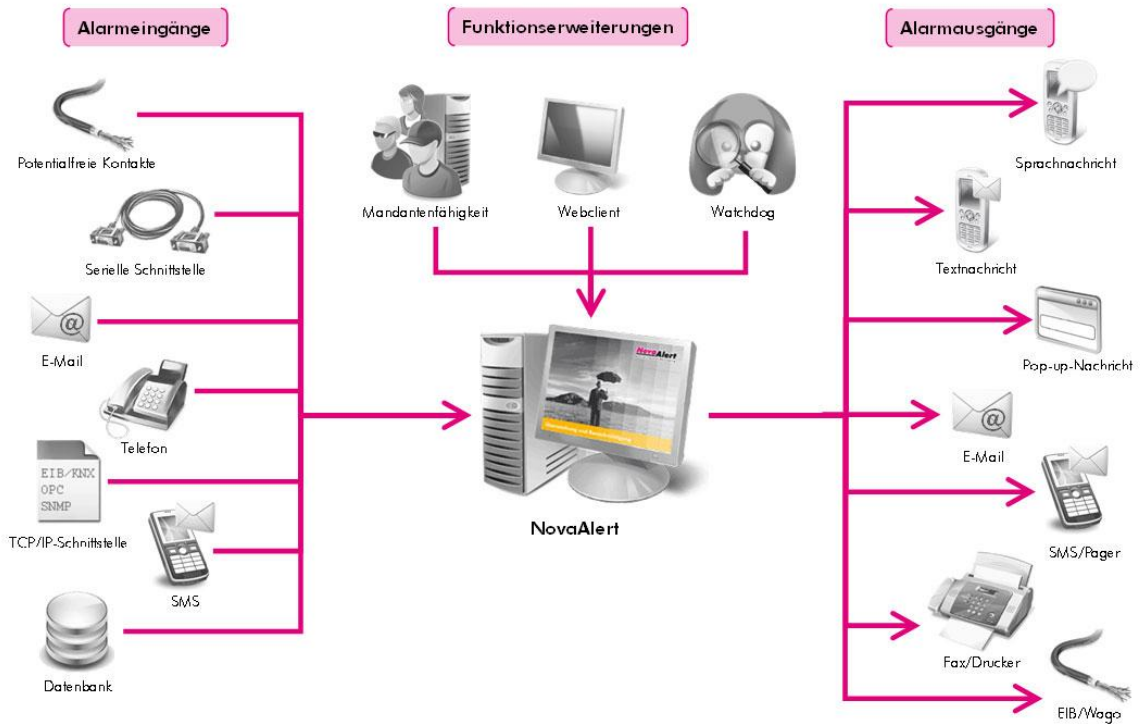 Alarmeingänge
Funktionserweiterungen
Alarmausgänge
Potentialfreie Kontakte
Serielle Schnittstelle
E-Mail
Telefon
EIB/KNX
OPC
SNMP
TCP/IP-Schnittstelle
SMS
Datenbank
Mandantenfähigkeit
Webclient
Watchdog
NovaAlert
NovaAlert
Sprachnachricht
Textnachricht
Pop-up-Nachricht
E-Mail
SMS/Pager
Fax/Drucker
EIB/Wago